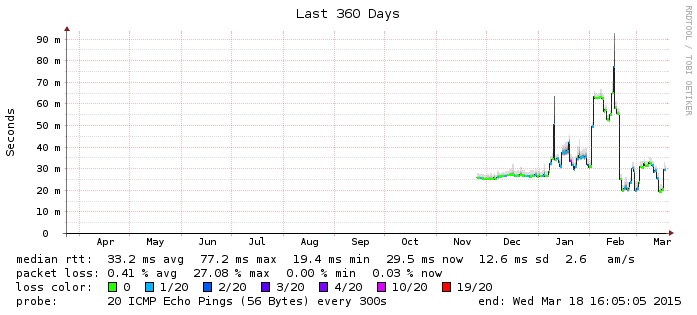 Last 360 Days
RRDTOOL / TOBI OETIKER
Seconds
90 m
80 m
70 m
60 m
50 m
40 m
30 m
20 m
10 m
0
Apr May Jun Jul Aug Sep Oct Nov Dec Jan Feb Mar
median rtt: 33.2 ms avg 77.2 ms max 19.4 ms min 29.5 ms now 12.6 ms sd 2.6 am/s
packet loss: 0.41 % avg 27.08 % max 0.00 % min 0.03 % now
loss color: 0 1/20 2/20 3/20 4/20 10/20 19/20
probe: 20 ICMP Echo Pings (56 Bytes) every 300s end: Wed Mar 18 16:05:05 2015